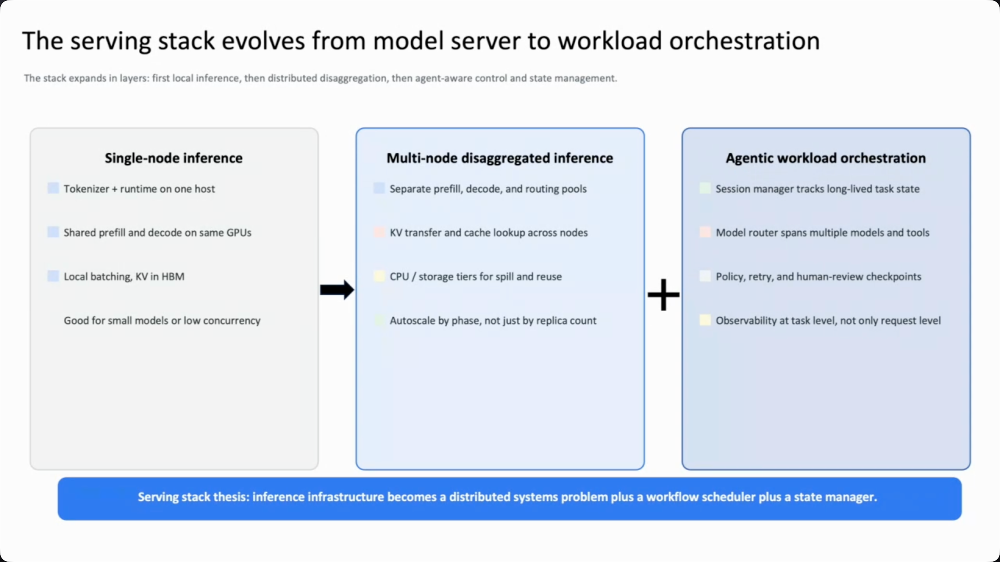 The serving stack evolves from model server to workload orchestration
The stack expands in layers: first local inference, then distributed disaggregation, then agent-aware control and state management.
Single-node inference
Tokenizer + runtime on one host
Shared prefill and decode on same GPUs
Local batching, KV in HBM
Good for small models or low concurrency
Multi-node disaggregated inference
Separate prefill, decode, and routing pools
KV transfer and cache lookup across nodes
CPU / storage tiers for spill and reuse
Autoscale by phase, not just by replica count
Agentic workload orchestration
Session manager tracks long-lived task state
Model router spans multiple models and tools
Policy, retry, and human-review checkpoints
Observability at task level, not only request level
Serving stack thesis: inference infrastructure becomes a distributed systems problem plus a workflow scheduler plus a state manager.